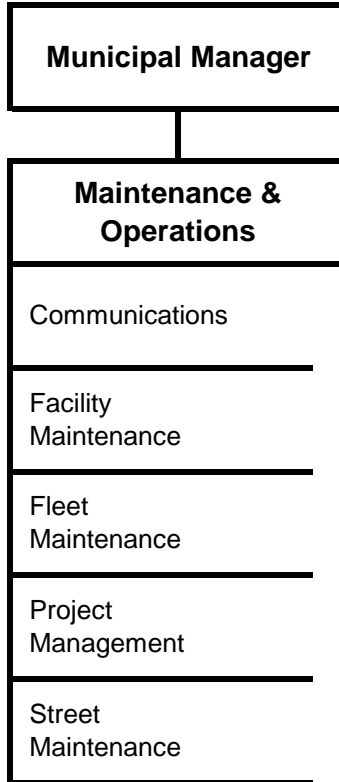 Municipal Manager
Maintenance &
Operations
Communications
Facility
Maintenance
Fleet
Maintenance
Project
Management
Street
Maintenance